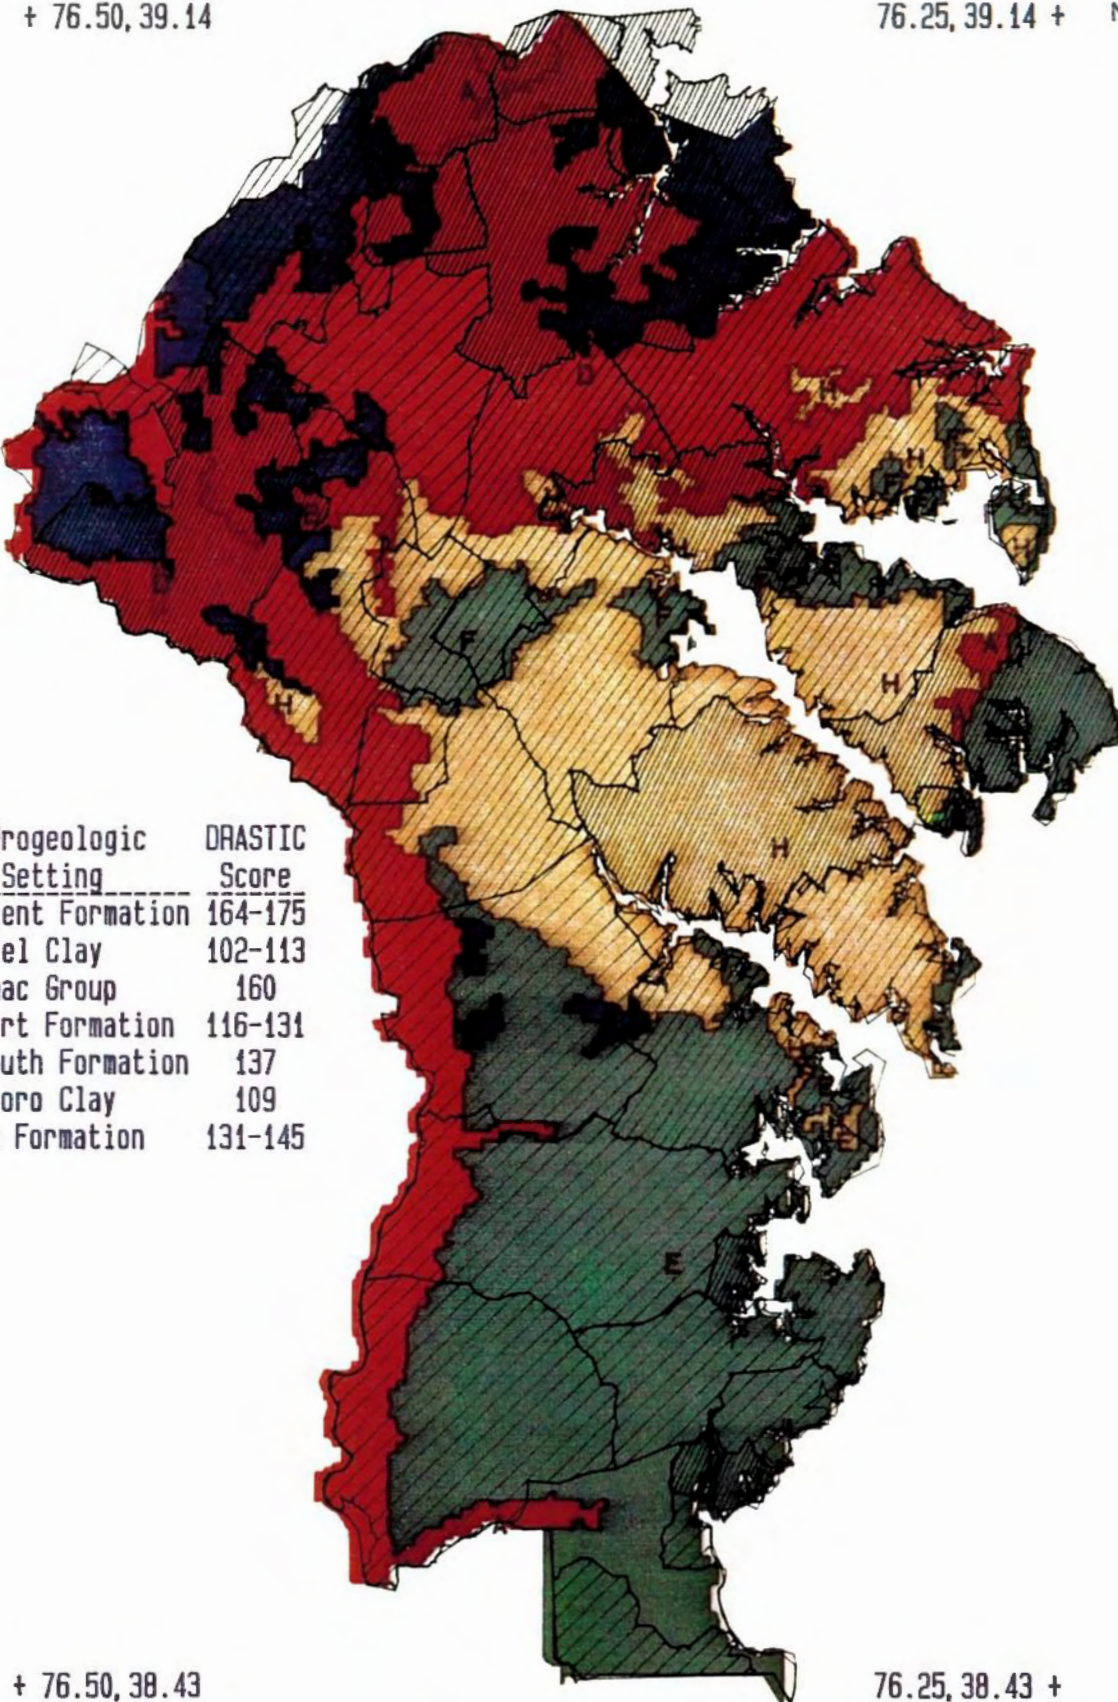 + 76.50, 39.14
76.25, 39.14 +
A
D
H
H
D
F
H
A
H
H
rogeologic DRASTIC
Setting Score
ent Formation 164-175
el Clay 102-113
ac Group 160
rt Formation 116-131
uth Formation 137
oro Clay 109
Formation 131-145
E
A
+ 76.50, 38.43
76.25, 38.43 +